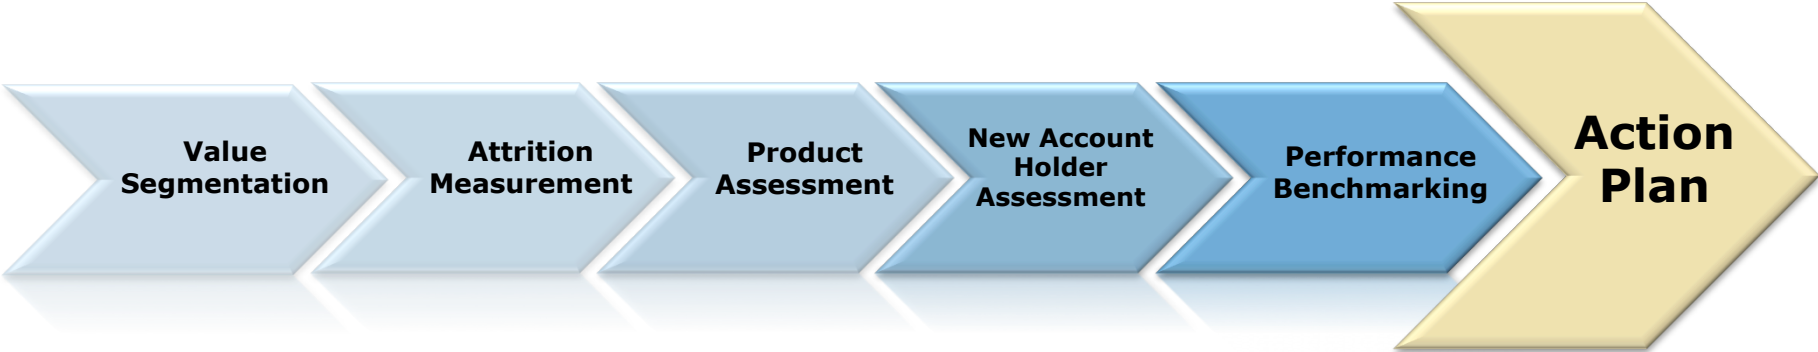 Value
Segmentation
Attrition
Measurement
Product
Assessment
New Account
Holder
Assessment
Performance
Benchmarking
Action
Plan